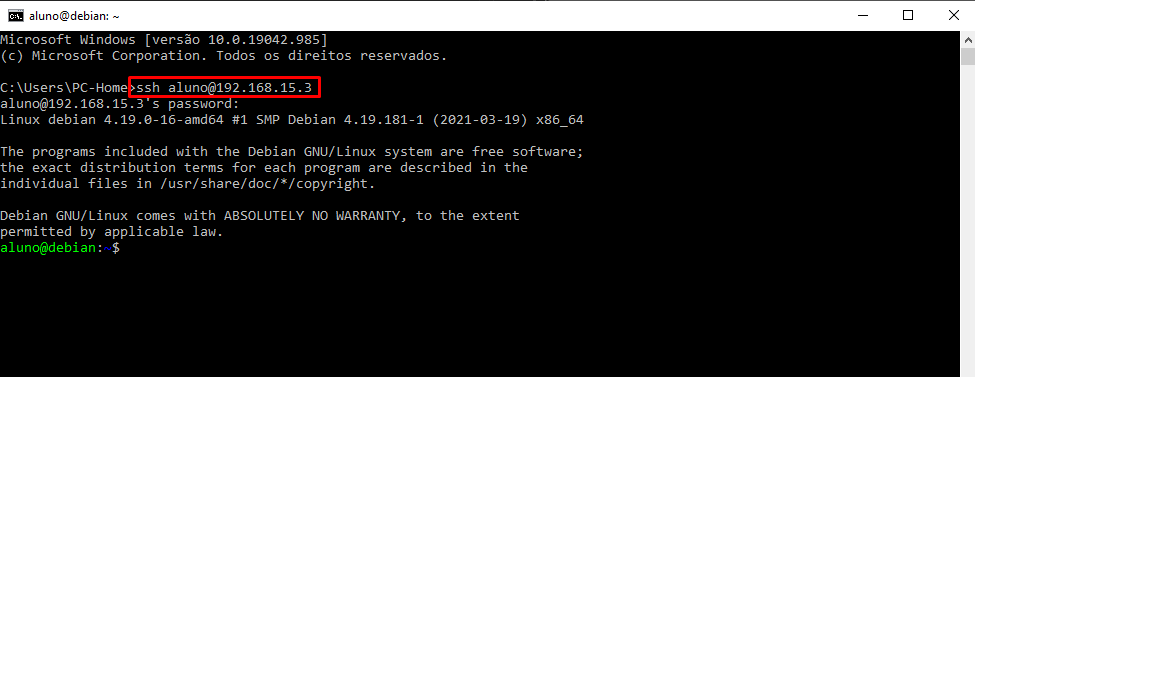 aluno@debian: ~
Microsoft Windows [versão 10.0.19042.985]
(c) Microsoft Corporation. Todos os direitos reservados.
C:\Users\PC-Home>ssh aluno@192.168.15.3
aluno@192.168.15.3's password:
Linux debian 4.19.0-16-amd64 #1 SMP Debian 4.19.181-1 (2021-03-19) x86_64
The programs included with the Debian GNU/Linux system are free software;
the exact distribution terms for each program are described in the
individual files in /usr/share/doc/*/copyright.
Debian GNU/Linux comes with ABSOLUTELY NO WARRANTY, to the extent
permitted by applicable law.
aluno@debian:~$